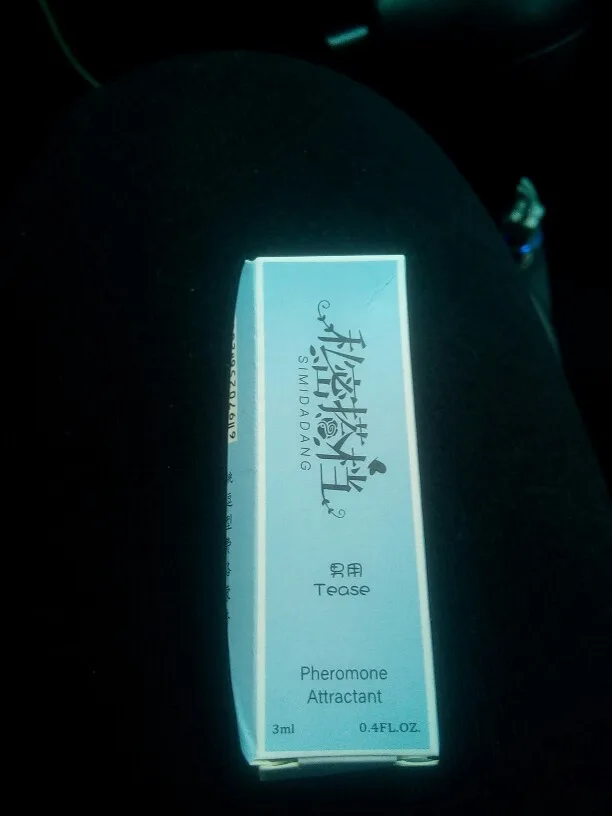 私密搭档
SIMIDADANG
男用
Tease
Pheromone
Attractant
3ml
0.4FL.OZ.